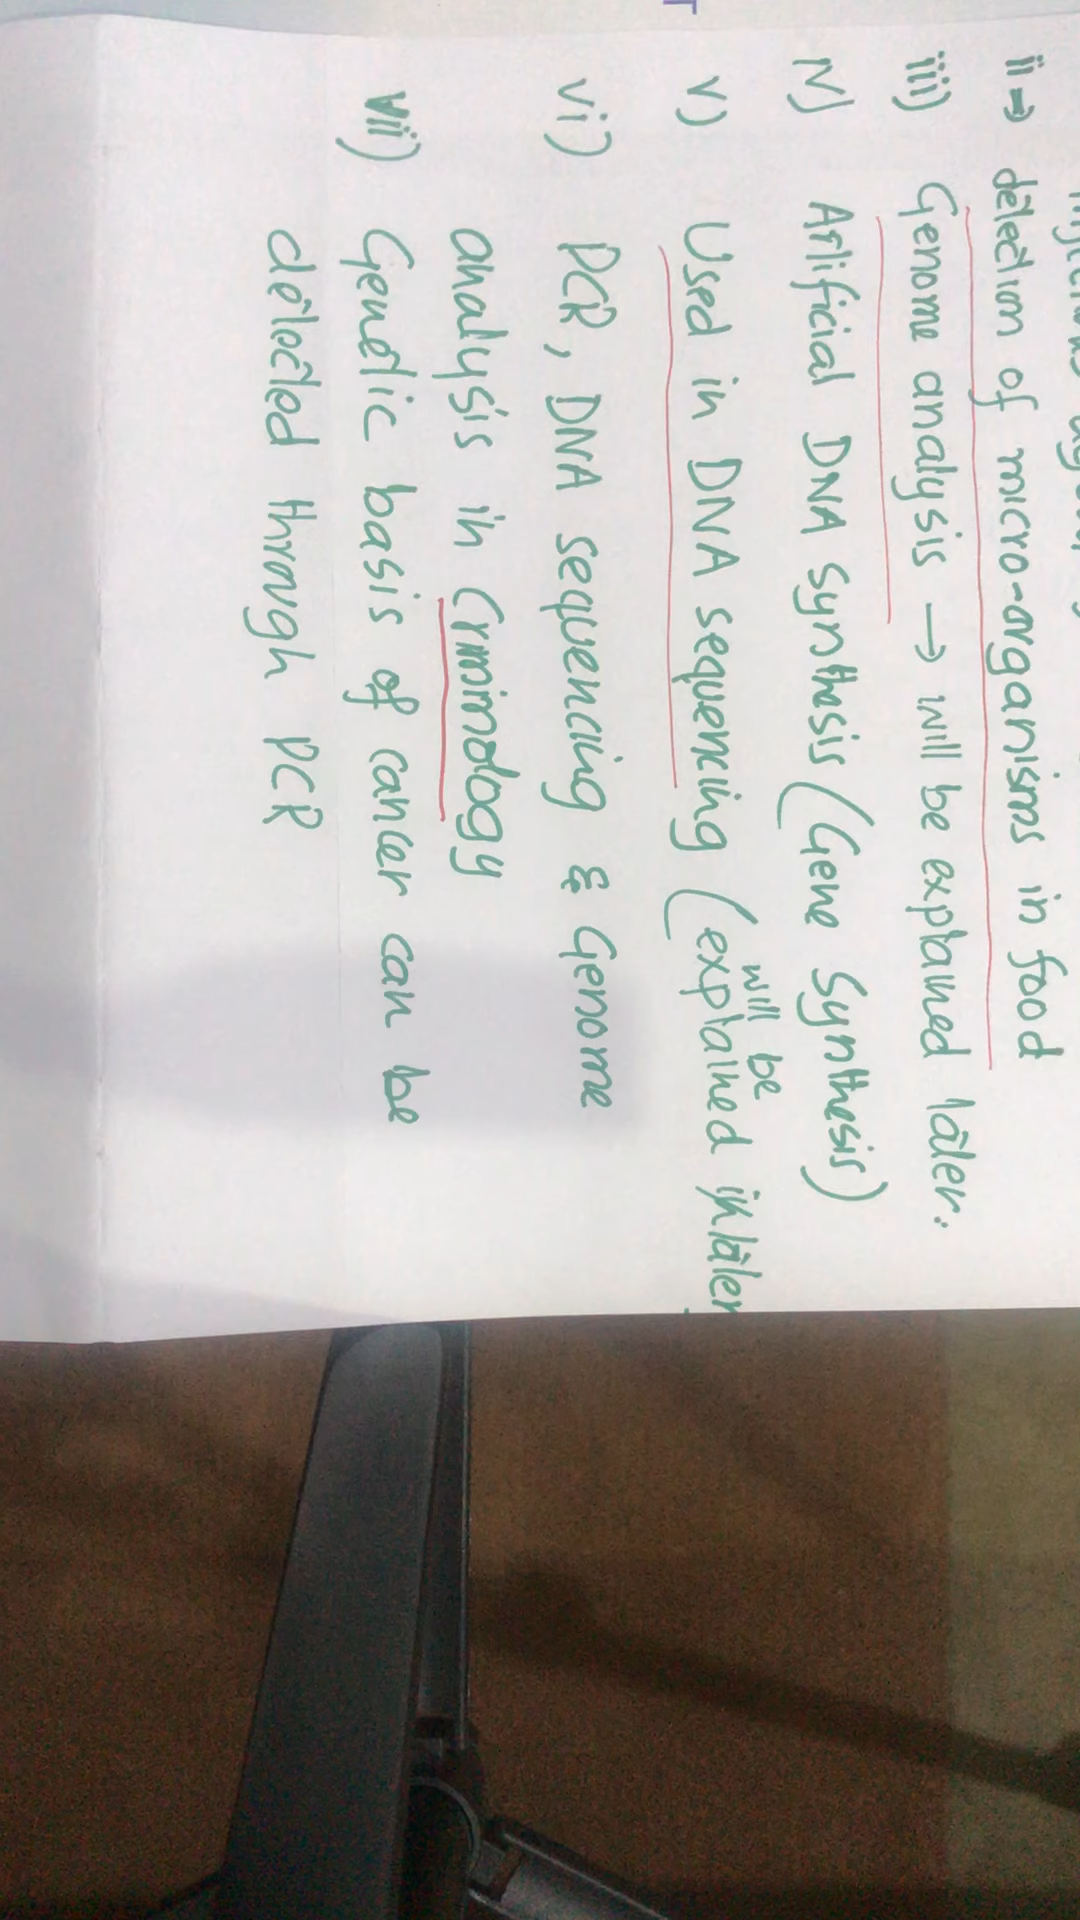 ii → detection of micro-organisms in food
iii) Genome analysis → will be explained later.
IV) Artificial DNA synthesis (Gene Synthesis)
V) Used in DNA sequencing (explained in later
will be
vi) PCR, DNA sequencing & Genome
analysis in Criminology
vii) Genetic basis of cancer can be
detected through PCR